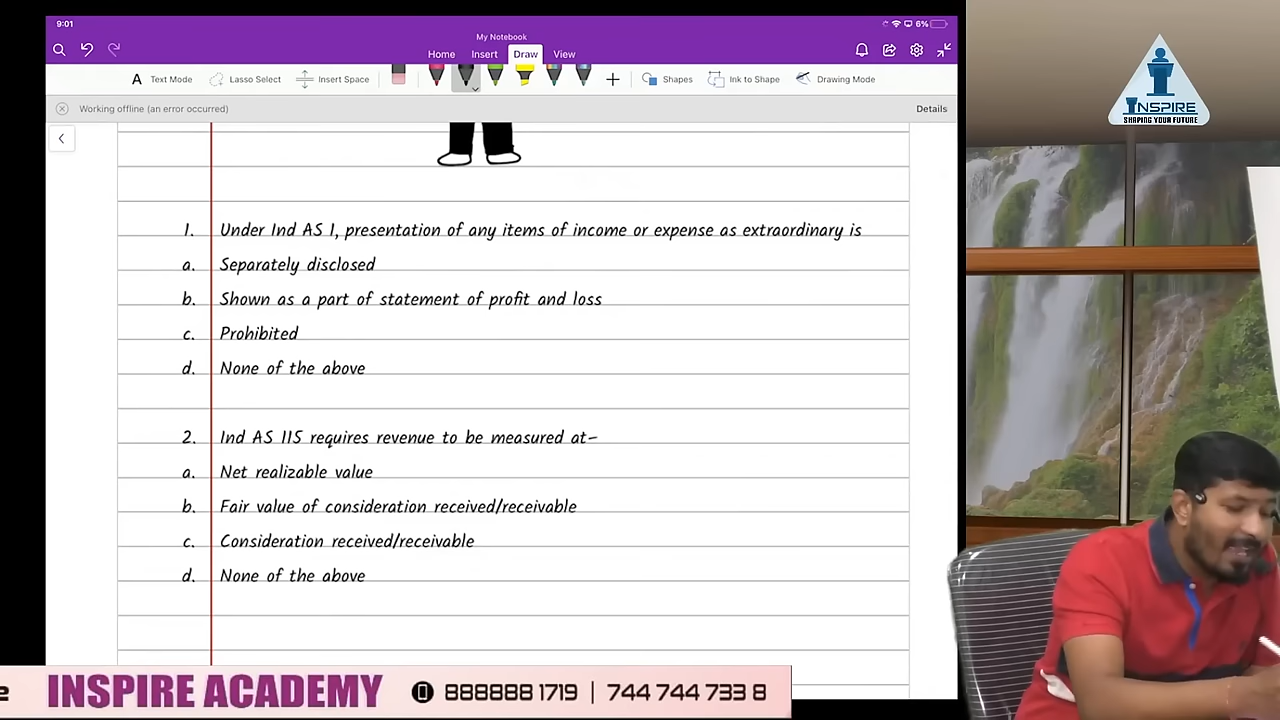 9:01
6%
My Notebook
Home Insert Draw View
Text Mode Lasso Select Insert Space Shapes Ink to Shape Drawing Mode
Working offline (an error occurred) Details
INSPIRE
SHAPING YOUR FUTURE
1. Under Ind AS 1, presentation of any items of income or expense as extraordinary is
a. Separately disclosed
b. Shown as a part of statement of profit and loss
c. Prohibited
d. None of the above
2. Ind AS 115 requires revenue to be measured at-
a. Net realizable value
b. Fair value of consideration received/receivable
c. Consideration received/receivable
d. None of the above
INSPIRE ACADEMY 888888 1719 | 744 744 733 8